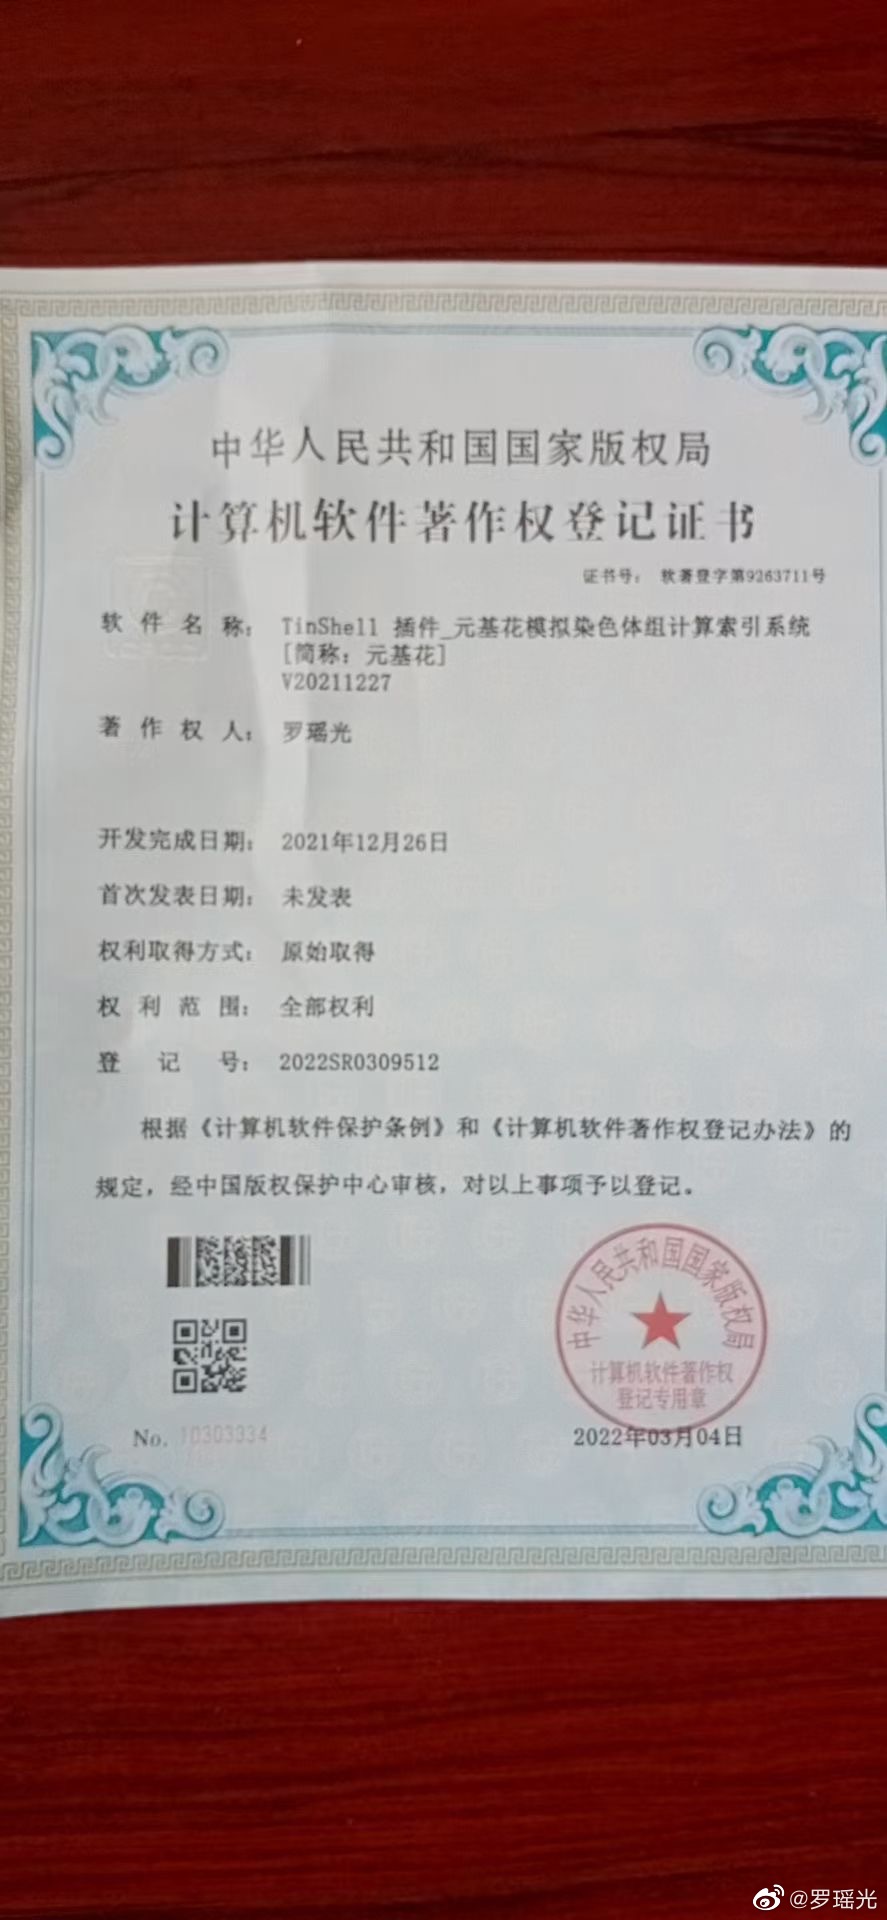 中华人民共和国国家版权局
计算机软件著作权登记证书
证书号： 软著登字第9263711号
软件名称： TinShell 插件_元基花模拟染色体组计算索引系统
[简称：元基花]
V20211227
著作权人： 罗瑶光
开发完成日期： 2021年12月26日
首次发表日期： 未发表
权利取得方式： 原始取得
权利范围： 全部权利
登记号： 2022SR0309512
根据《计算机软件保护条例》和《计算机软件著作权登记办法》的
规定，经中国版权保护中心审核，对以上事项予以登记。
中华人民共和国国家版权局
计算机软件著作权
登记专用章
No. 10303334
2022年03月04日
@罗瑶光